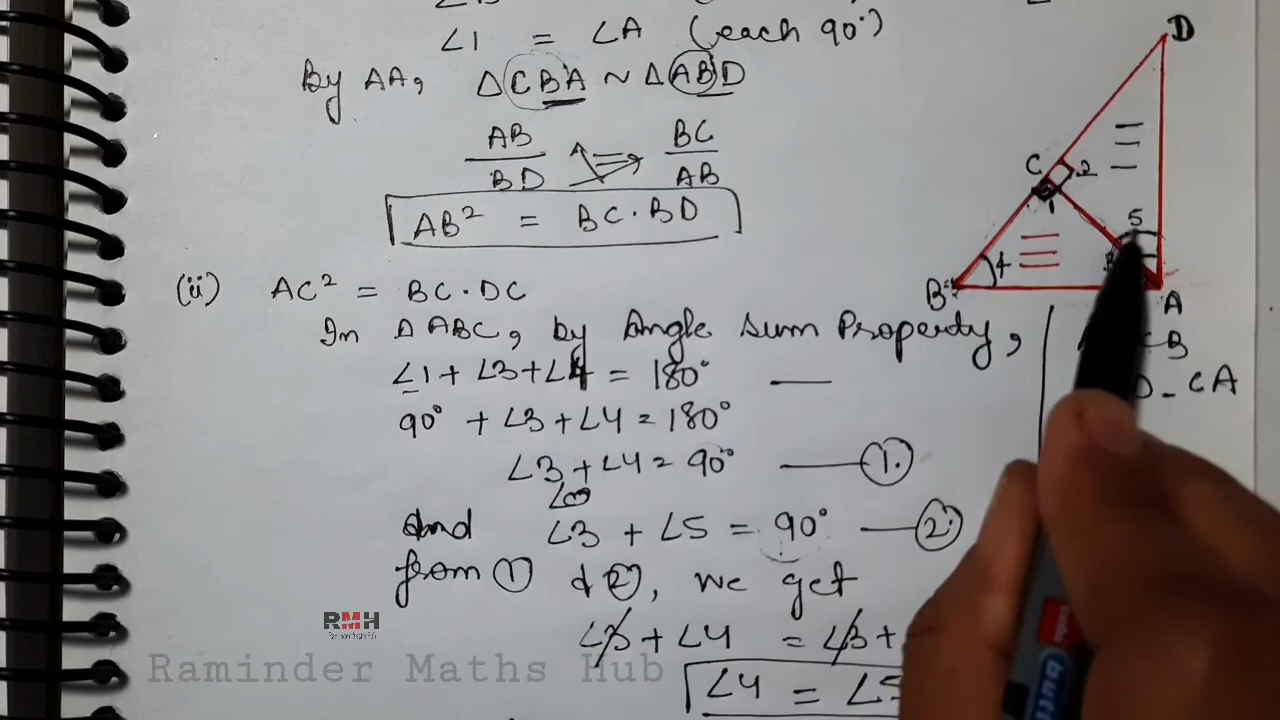 ∠1 = ∠A (each 90°)
By AA, ΔCBA ~ ΔABD
AB/BD = BC/AB
AB² = BC·BD
(ii) AC² = BC·DC
In ΔABC, by Angle Sum Property,
∠1 + ∠3 + ∠4 = 180°
90° + ∠3 + ∠4 = 180°
∠3 + ∠4 = 90° —— 1.
And ∠3 + ∠5 = 90° —— 2.
from 1 & 2, we get
∠3 + ∠4 = ∠3 +
∠4 = ∠5
D
C
2
1
5
4
B
A
CB
D - CA
RMH
Raminder Maths Hub
butt